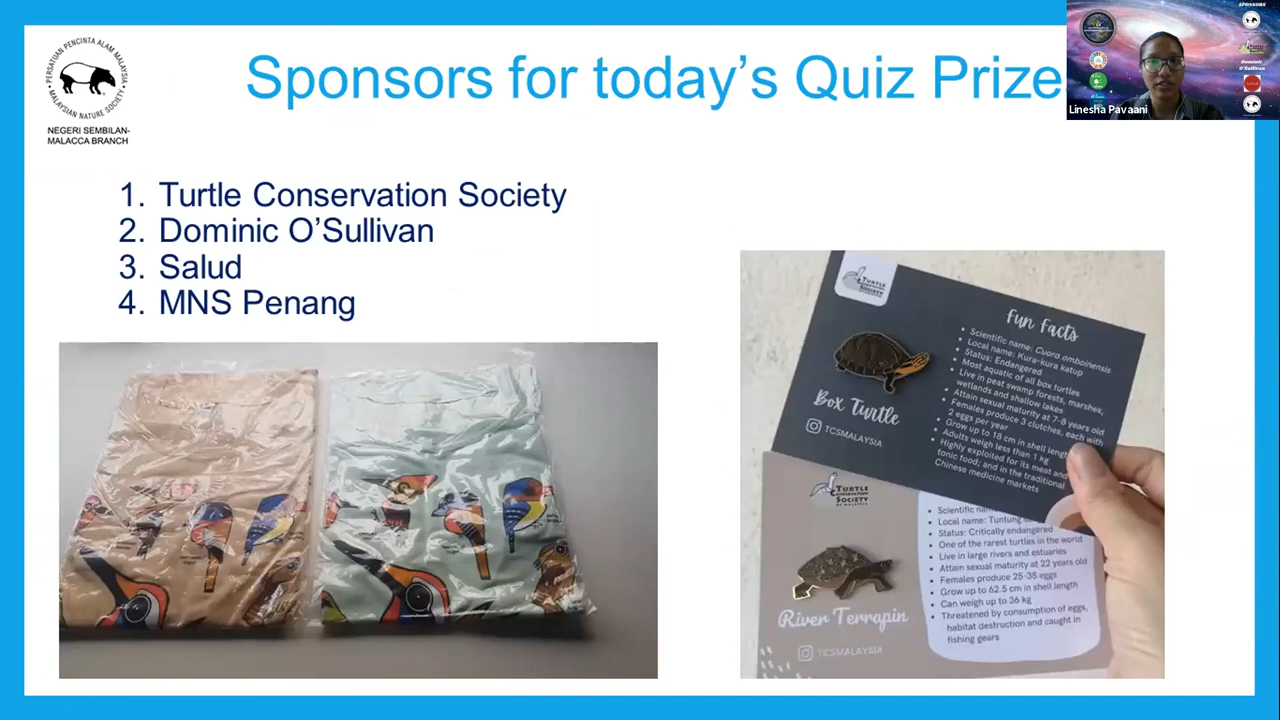 PERSATUAN PENCINTA ALAM MALAYSIA
MALAYSIAN NATURE SOCIETY
NEGERI SEMBILAN-
MALACCA BRANCH
Sponsors for today's Quiz Prize
SPONSORS
Dominic
O'Sullivan
Linesha Pavaani
1. Turtle Conservation Society
2. Dominic O'Sullivan
3. Salud
4. MNS Penang
TURTLE
SOCIETY
Fun Facts
• Scientific name: Cuora amboinensis
• Local name: Kura-kura katup
• Status: Endangered
• Most aquatic of all box turtles
• Live in peat swamp forests, marshes,
wetlands and shallow lakes
• Attain sexual maturity at 7-8 years old
• Females produce 3 clutches, each with
2 eggs per year
• Grow up to 18 cm in shell length
• Adults weigh less than 1 kg
• Highly exploited for its meat and
tonic food; and in the traditional
Chinese medicine markets
Box Turtle
TCSMALAYSIA
TURTLE
CONSERVATION
SOCIETY
OF MALAYSIA
• Scientific
• Local name: Tuntung
• Status: Critically endangered
• One of the rarest turtles in the world
• Live in large rivers and estuaries
• Attain sexual maturity at 22 years old
• Females produce 25-35 eggs
• Grow up to 62.5 cm in shell length
• Can weigh up to 36 kg
• Threatened by consumption of eggs,
habitat destruction and caught in
fishing gears
River Terrapin
TCSMALAYSIA